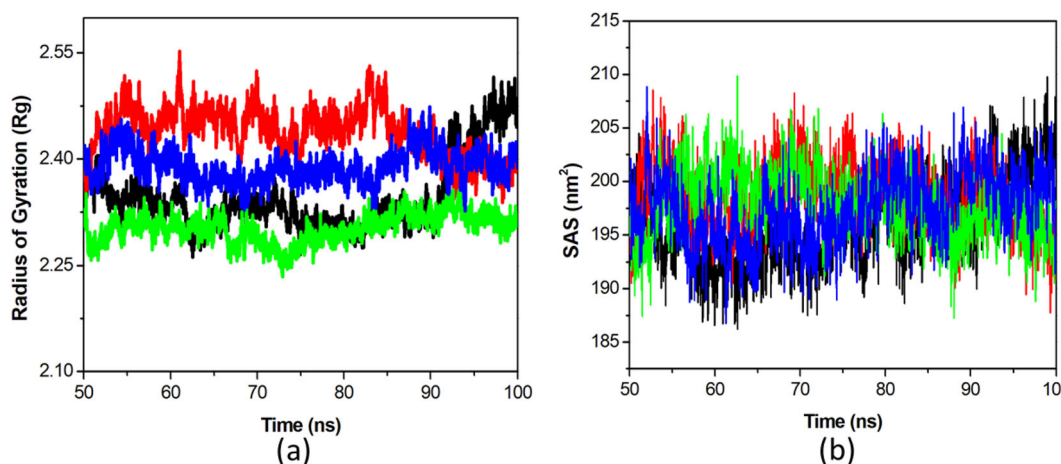 Radius of Gyration (Rg)
2.55
2.40
2.25
2.10
50 60 70 80 90 100
Time (ns)
(a)
SAS (nm²)
215
210
205
200
195
190
185
50 60 70 80 90 10
Time (ns)
(b)